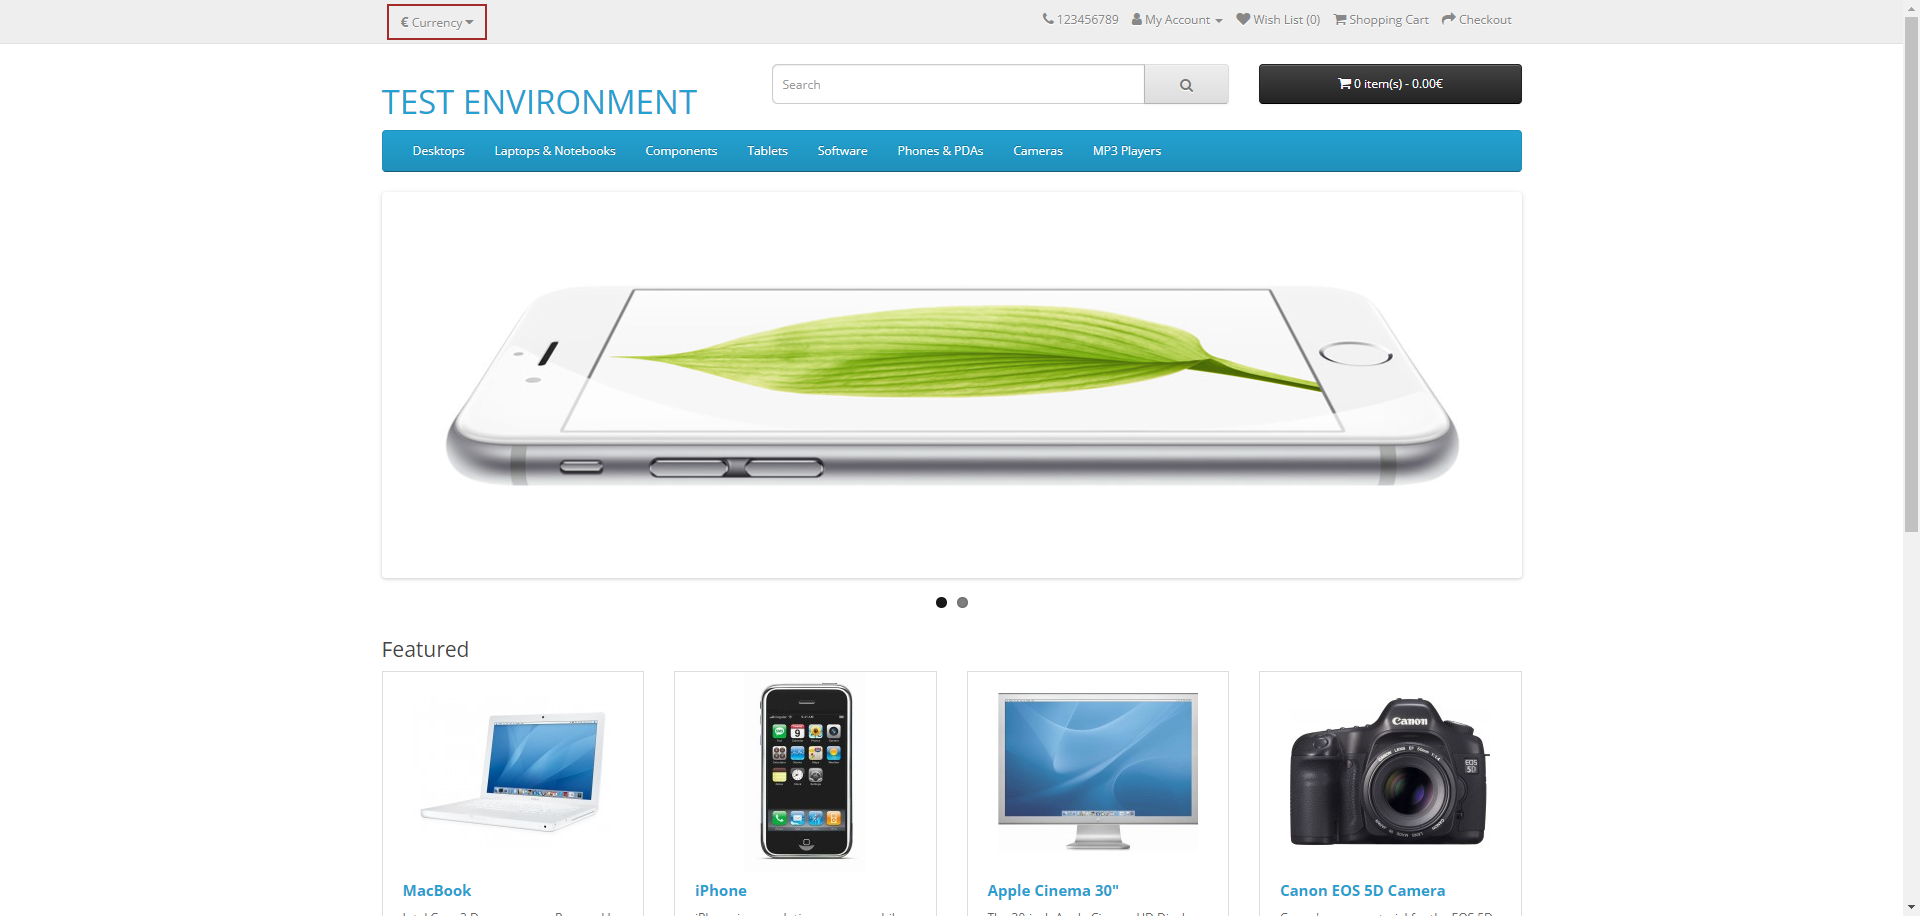 € Currency
123456789 My Account Wish List (0) Shopping Cart Checkout
TEST ENVIRONMENT
Search
0 item(s) - 0.00€
Desktops Laptops & Notebooks Components Tablets Software Phones & PDAs Cameras MP3 Players
Featured
Canon
EOS
5D
MacBook
iPhone
Apple Cinema 30"
Canon EOS 5D Camera